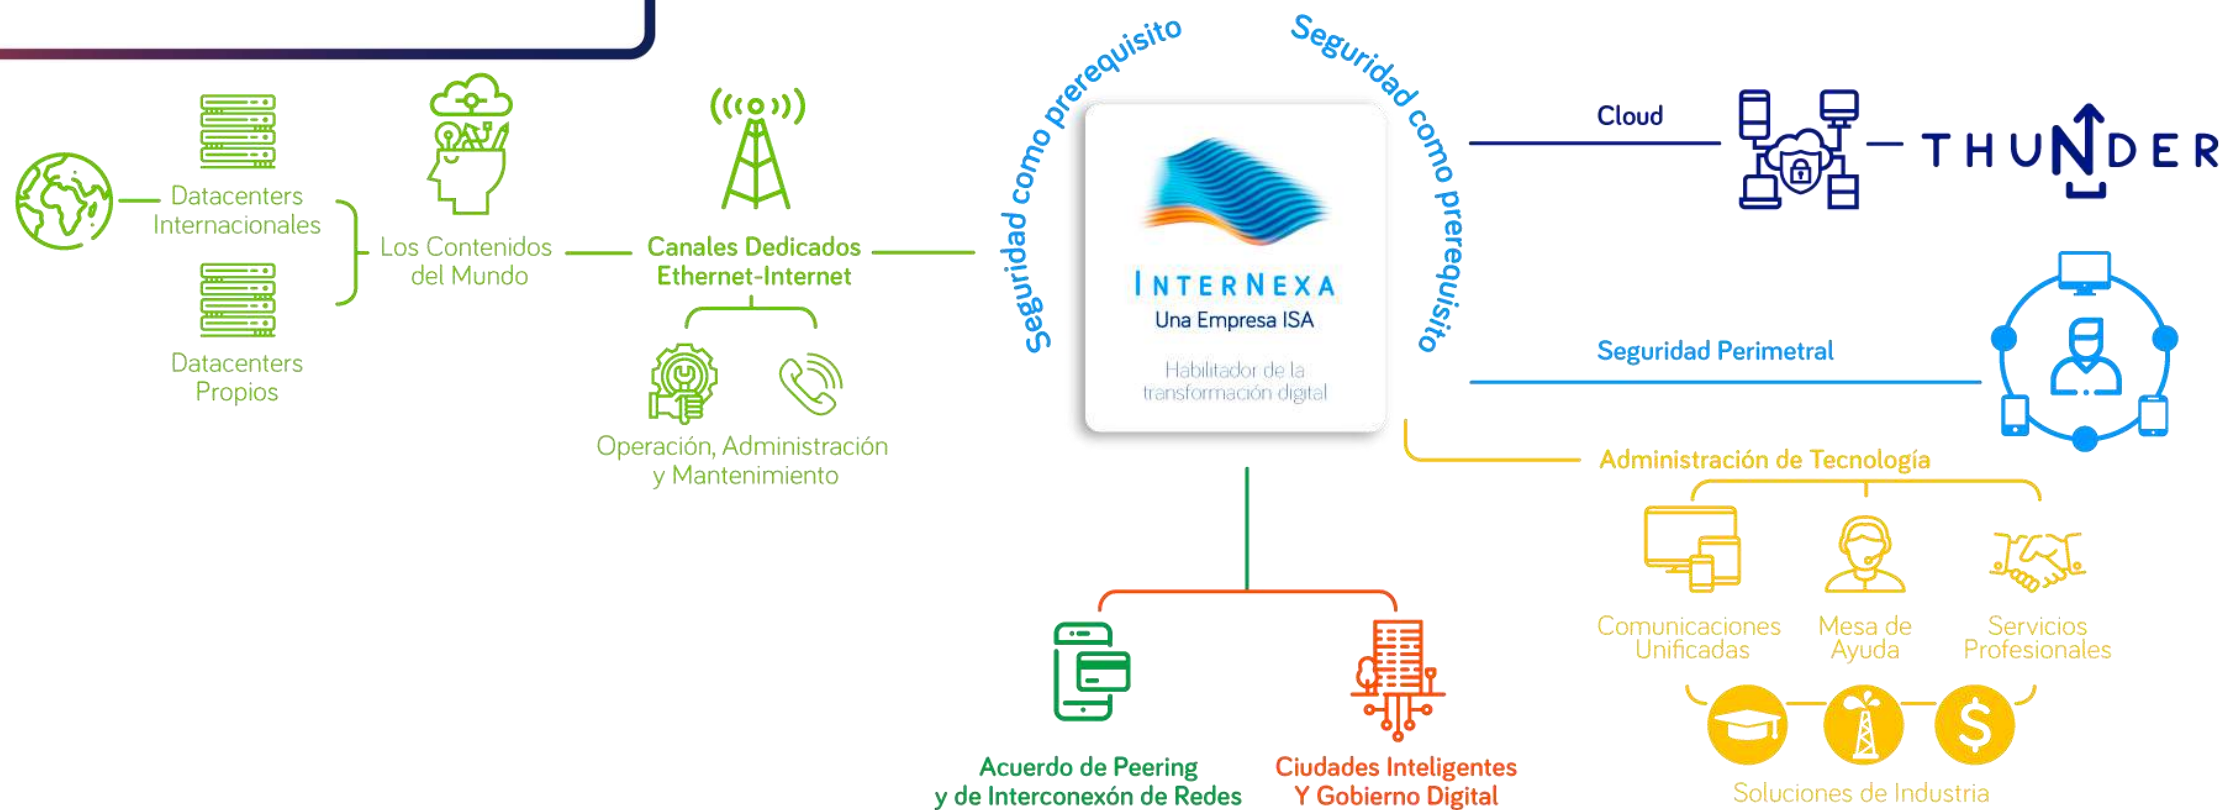 Seguridad como prerequisito
Seguridad como prerequisito
Datacenters
Internacionales
Datacenters
Propios
Los Contenidos
del Mundo
Canales Dedicados
Ethernet-Internet
Operación, Administración
y Mantenimiento
INTERNEXA
Una Empresa ISA
Habilitador de la
transformación digital
Cloud
THUNDER
Seguridad Perimetral
Administración de Tecnología
Comunicaciones
Unificadas
Mesa de
Ayuda
Servicios
Profesionales
$
Soluciones de Industria
Acuerdo de Peering
y de Interconexón de Redes
Ciudades Inteligentes
Y Gobierno Digital